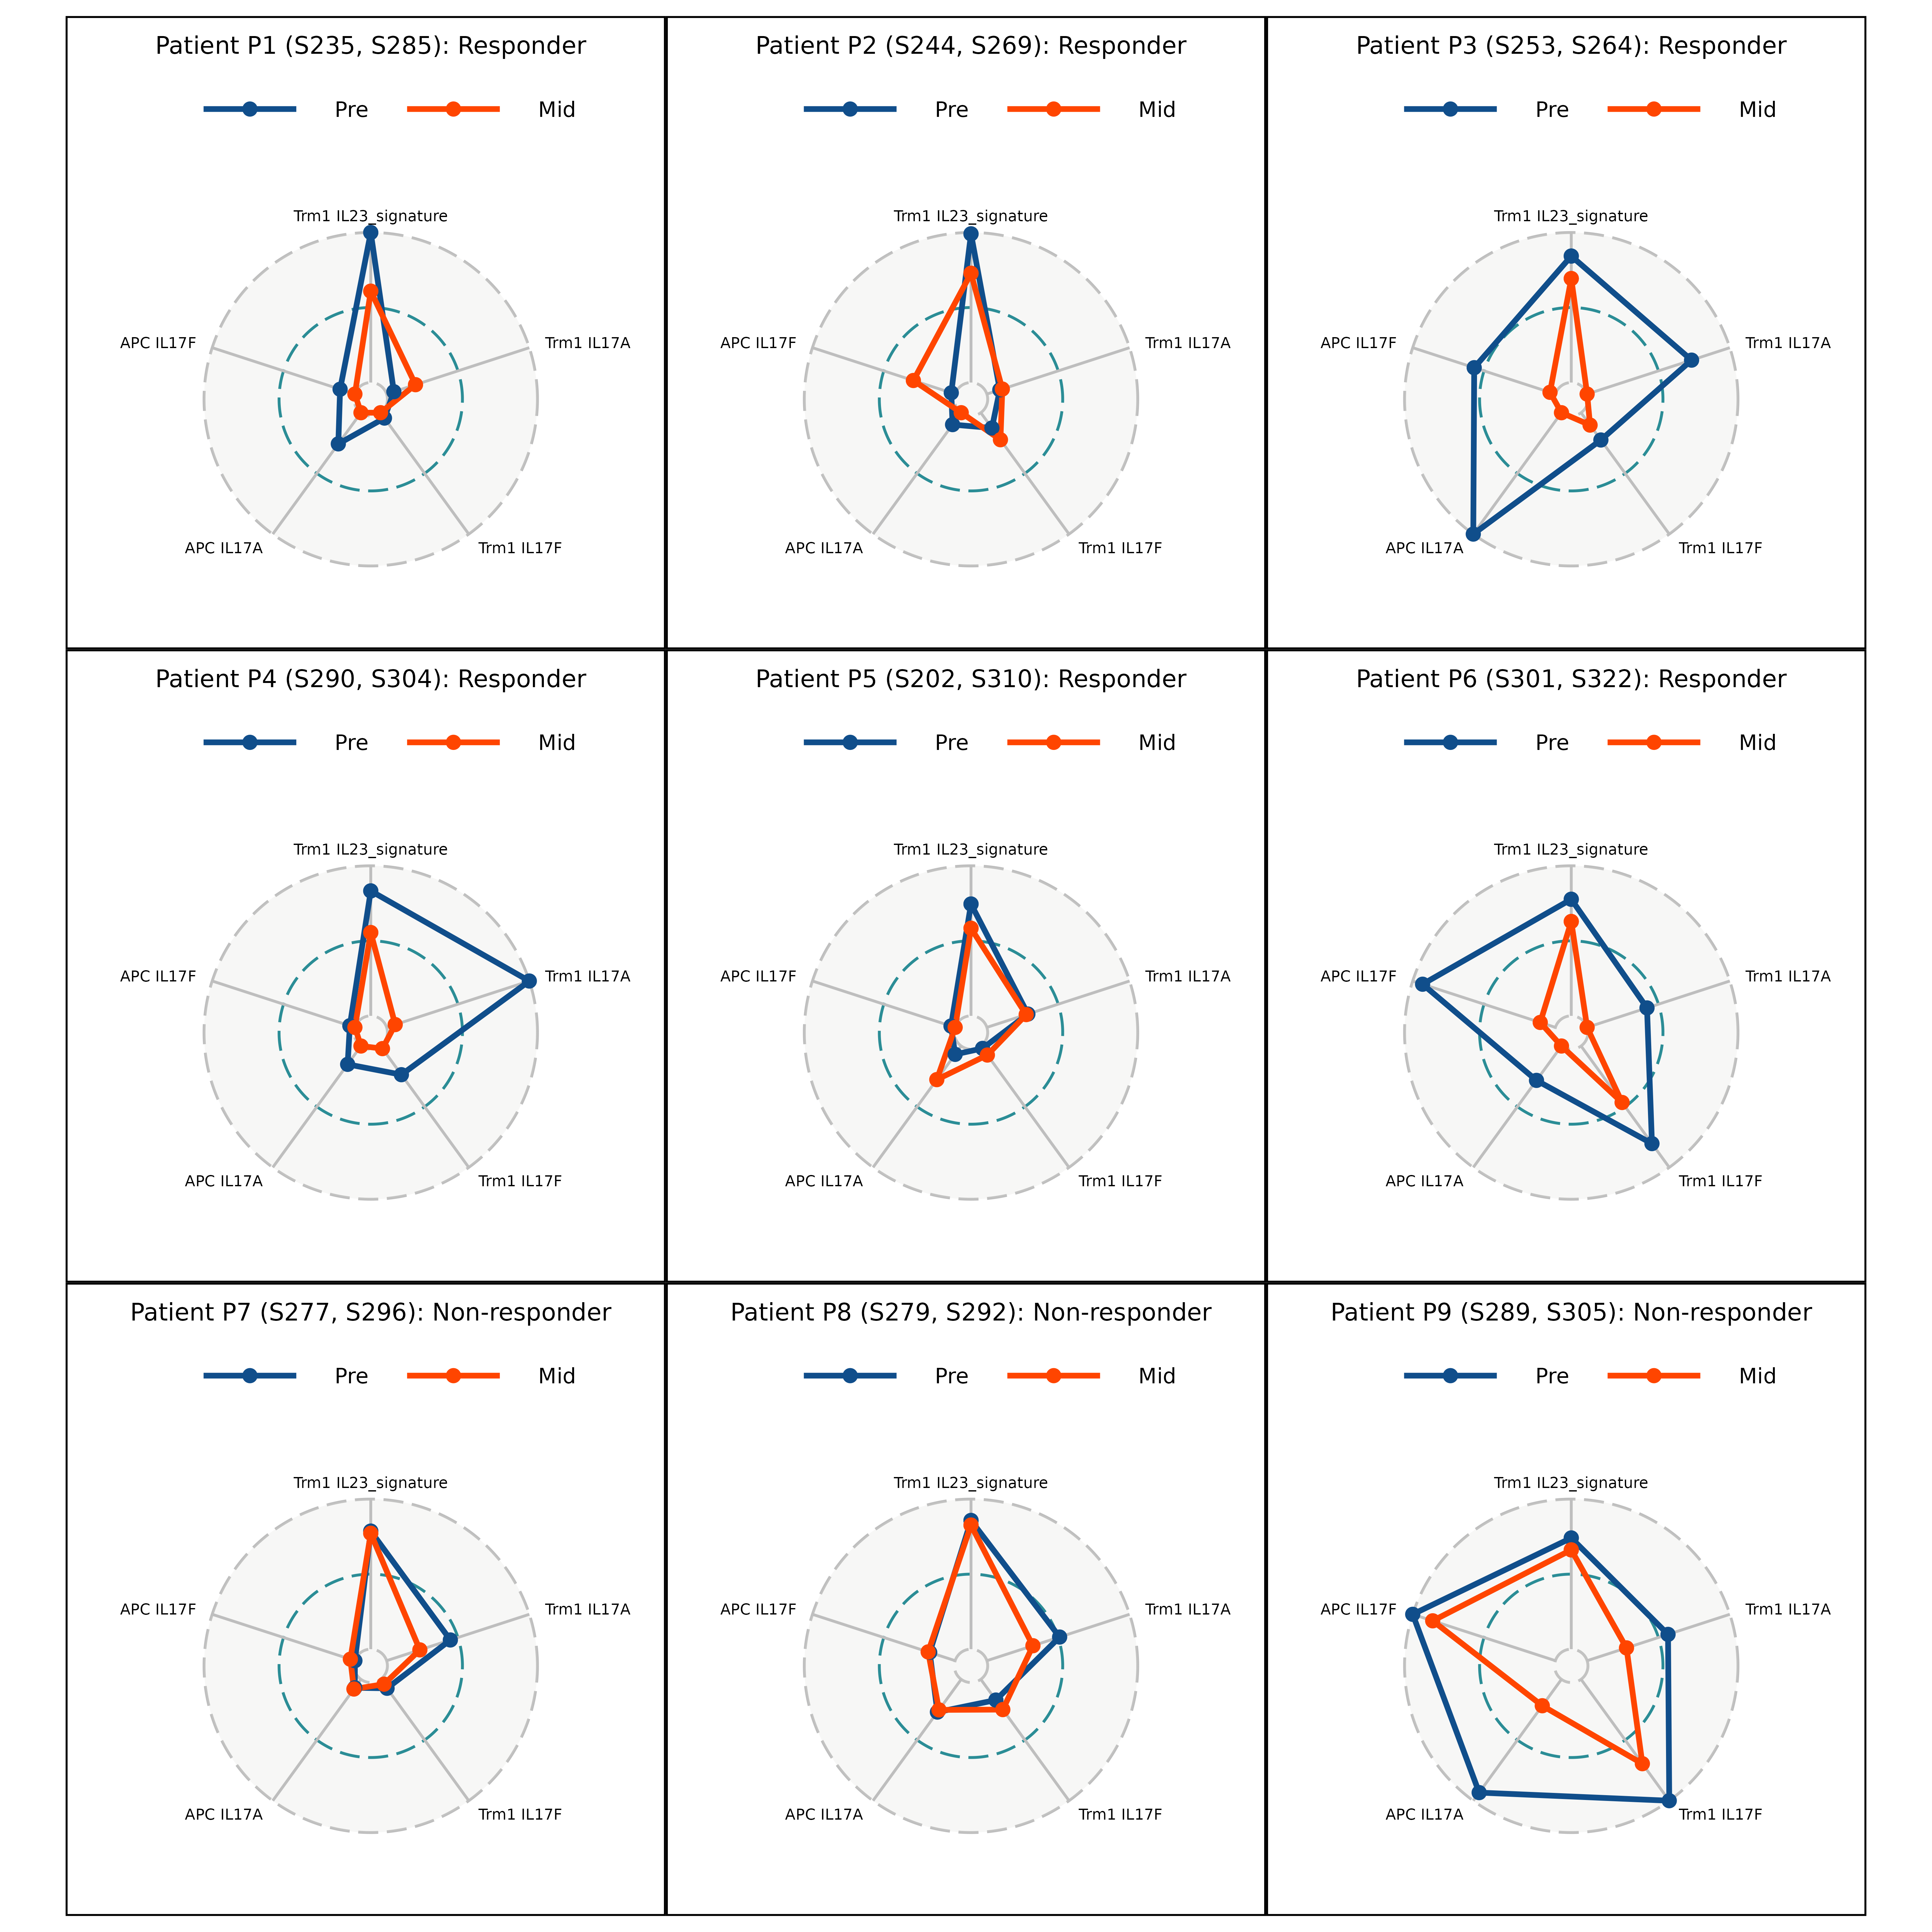 Patient P1 (S235, S285): Responder
Pre
Mid
Trm1 IL23_signature
APC IL17F
Trm1 IL17A
APC IL17A
Trm1 IL17F
Patient P2 (S244, S269): Responder
Pre
Mid
Trm1 IL23_signature
APC IL17F
Trm1 IL17A
APC IL17A
Trm1 IL17F
Patient P3 (S253, S264): Responder
Pre
Mid
Trm1 IL23_signature
APC IL17F
Trm1 IL17A
APC IL17A
Trm1 IL17F
Patient P4 (S290, S304): Responder
Pre
Mid
Trm1 IL23_signature
APC IL17F
Trm1 IL17A
APC IL17A
Trm1 IL17F
Patient P5 (S202, S310): Responder
Pre
Mid
Trm1 IL23_signature
APC IL17F
Trm1 IL17A
APC IL17A
Trm1 IL17F
Patient P6 (S301, S322): Responder
Pre
Mid
Trm1 IL23_signature
APC IL17F
Trm1 IL17A
APC IL17A
Trm1 IL17F
Patient P7 (S277, S296): Non-responder
Pre
Mid
Trm1 IL23_signature
APC IL17F
Trm1 IL17A
APC IL17A
Trm1 IL17F
Patient P8 (S279, S292): Non-responder
Pre
Mid
Trm1 IL23_signature
APC IL17F
Trm1 IL17A
APC IL17A
Trm1 IL17F
Patient P9 (S289, S305): Non-responder
Pre
Mid
Trm1 IL23_signature
APC IL17F
Trm1 IL17A
APC IL17A
Trm1 IL17F